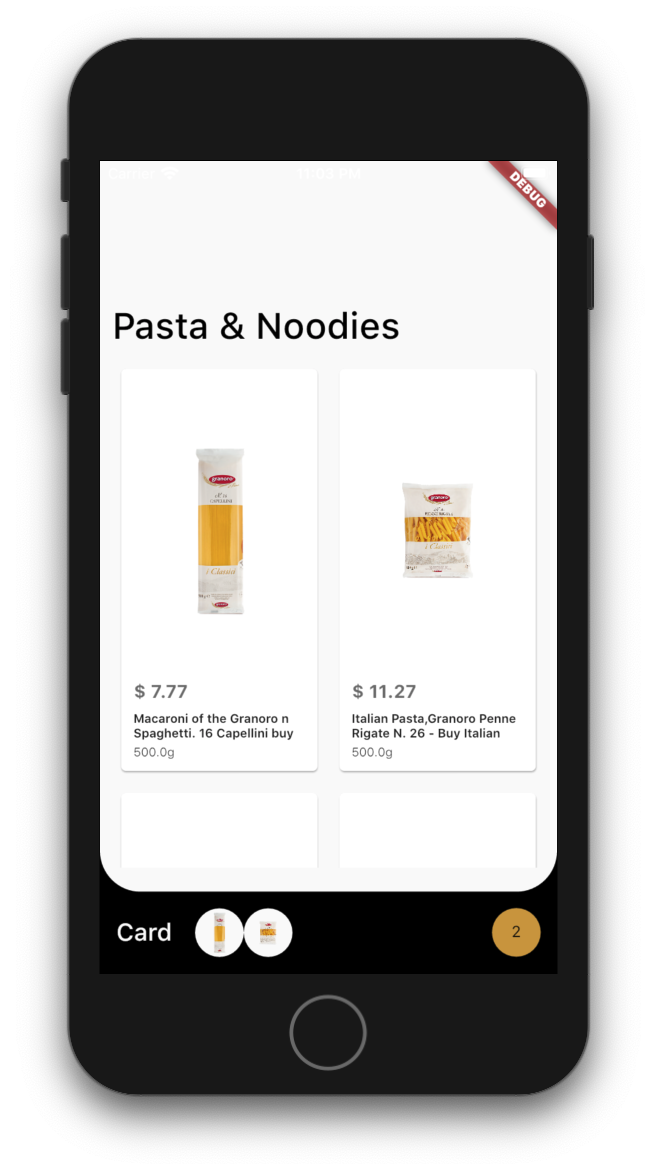 Carrier
11:03 PM
DEBUG
Pasta & Noodies
granoro
CAPELLINI
i Classici
granoro
i Classici
$ 7.77
Macaroni of the Granoro n
Spaghetti. 16 Capellini buy
500.0g
$ 11.27
Italian Pasta,Granoro Penne
Rigate N. 26 - Buy Italian
500.0g
Card
2